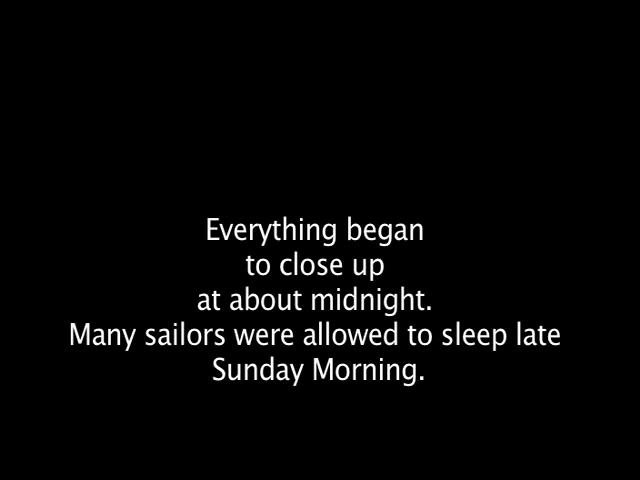 Everything began
to close up
at about midnight.
Many sailors were allowed to sleep late
Sunday Morning.